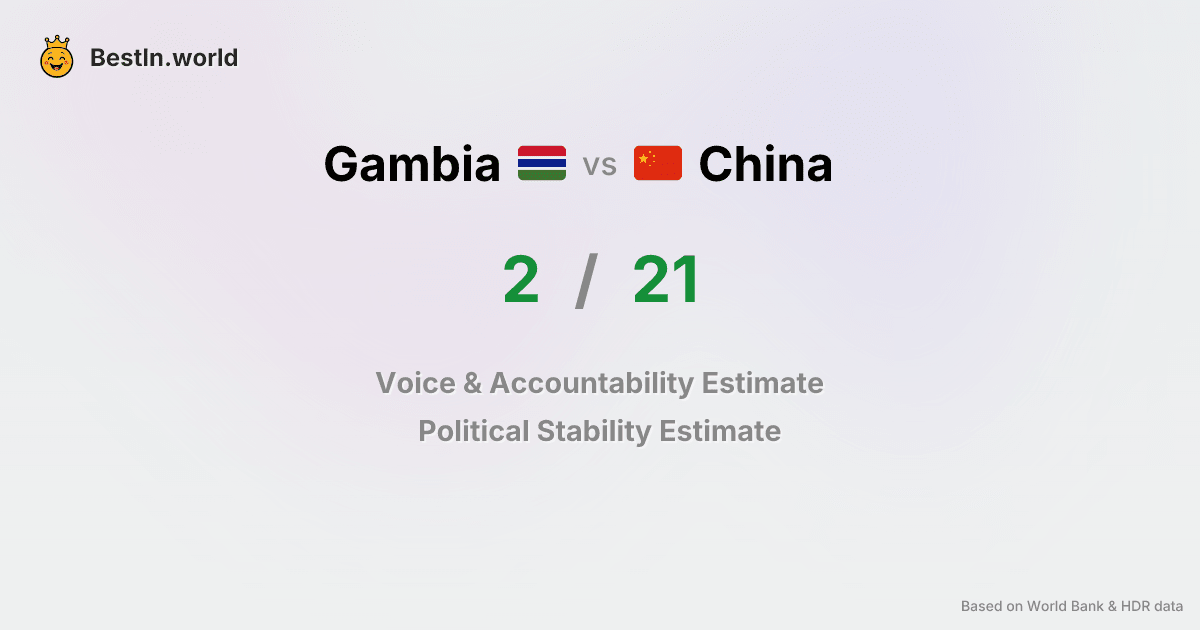 BestIn.world
Gambia vs China
2 / 21
Voice & Accountability Estimate
Political Stability Estimate
Based on World Bank & HDR data